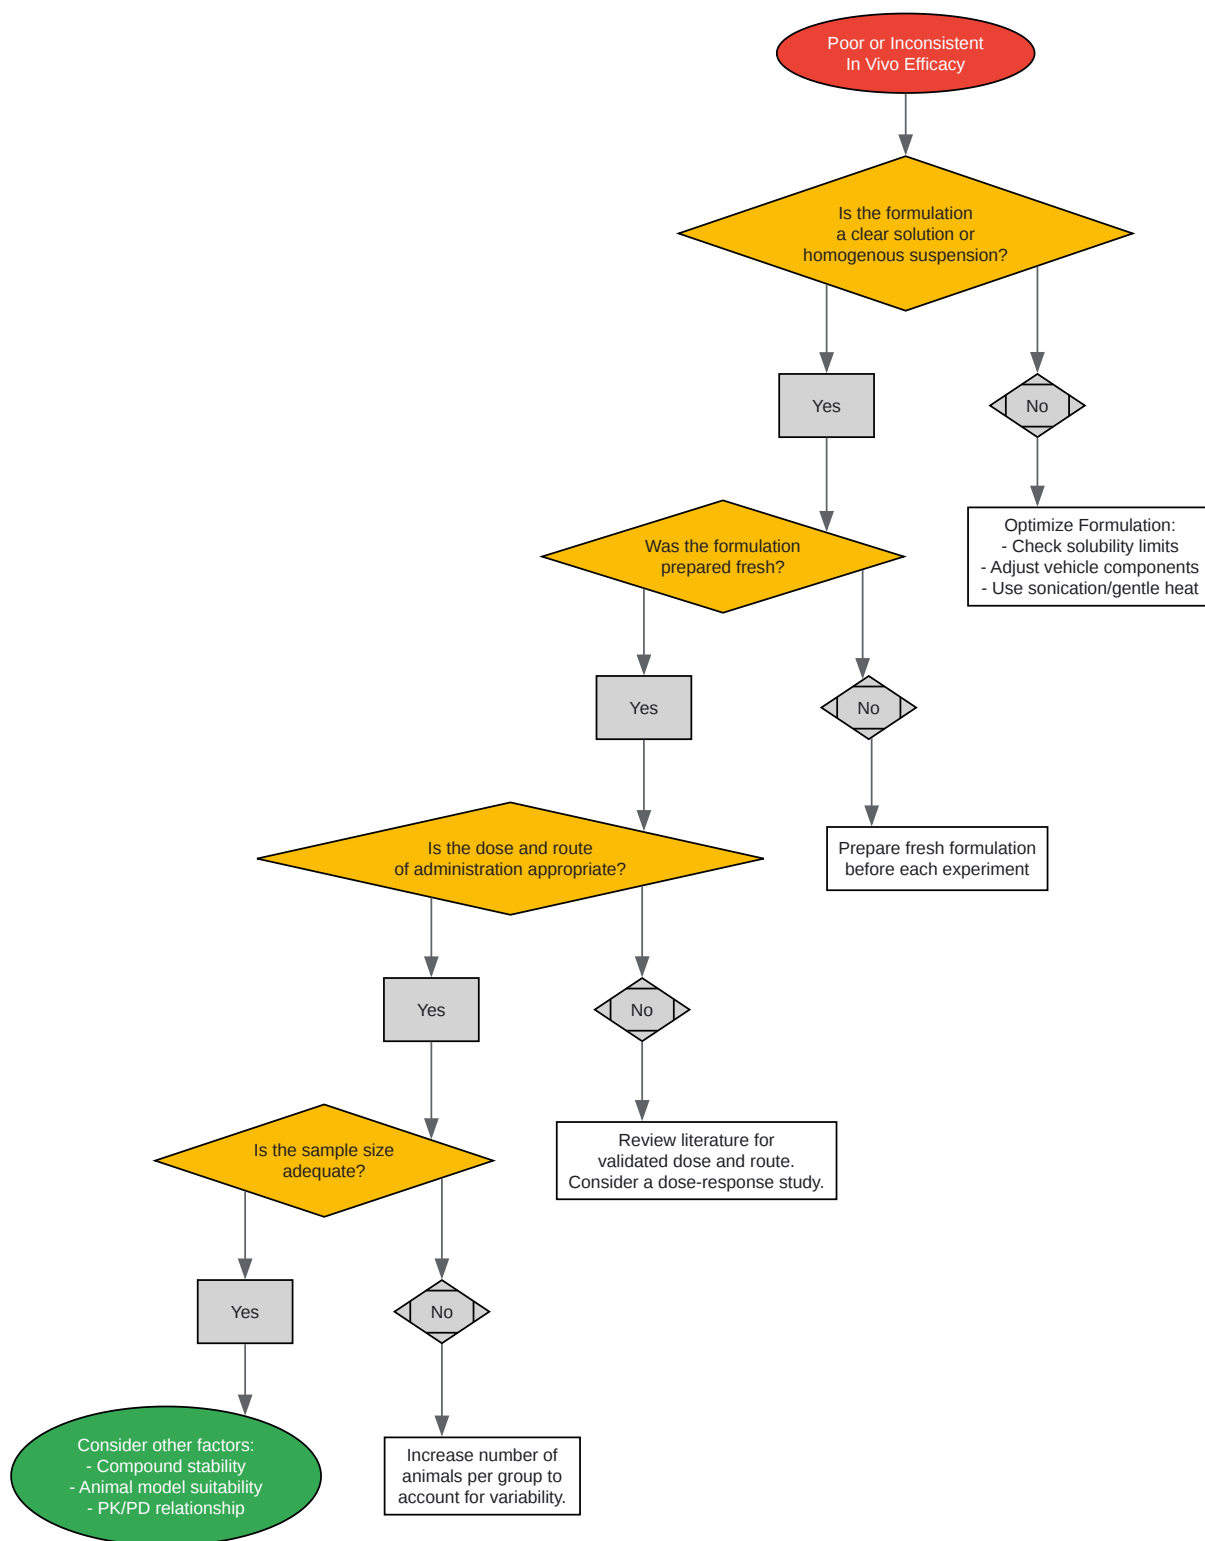 Poor or Inconsistent
In Vivo Efficacy
Is the formulation
a clear solution or
homogenous suspension?
Yes
No
Optimize Formulation:
- Check solubility limits
- Adjust vehicle components
- Use sonication/gentle heat
Was the formulation
prepared fresh?
Yes
No
Prepare fresh formulation
before each experiment
Is the dose and route
of administration appropriate?
Yes
No
Review literature for
validated dose and route.
Consider a dose-response study.
Is the sample size
adequate?
Yes
No
Increase number of
animals per group to
account for variability.
Consider other factors:
- Compound stability
- Animal model suitability
- PK/PD relationship